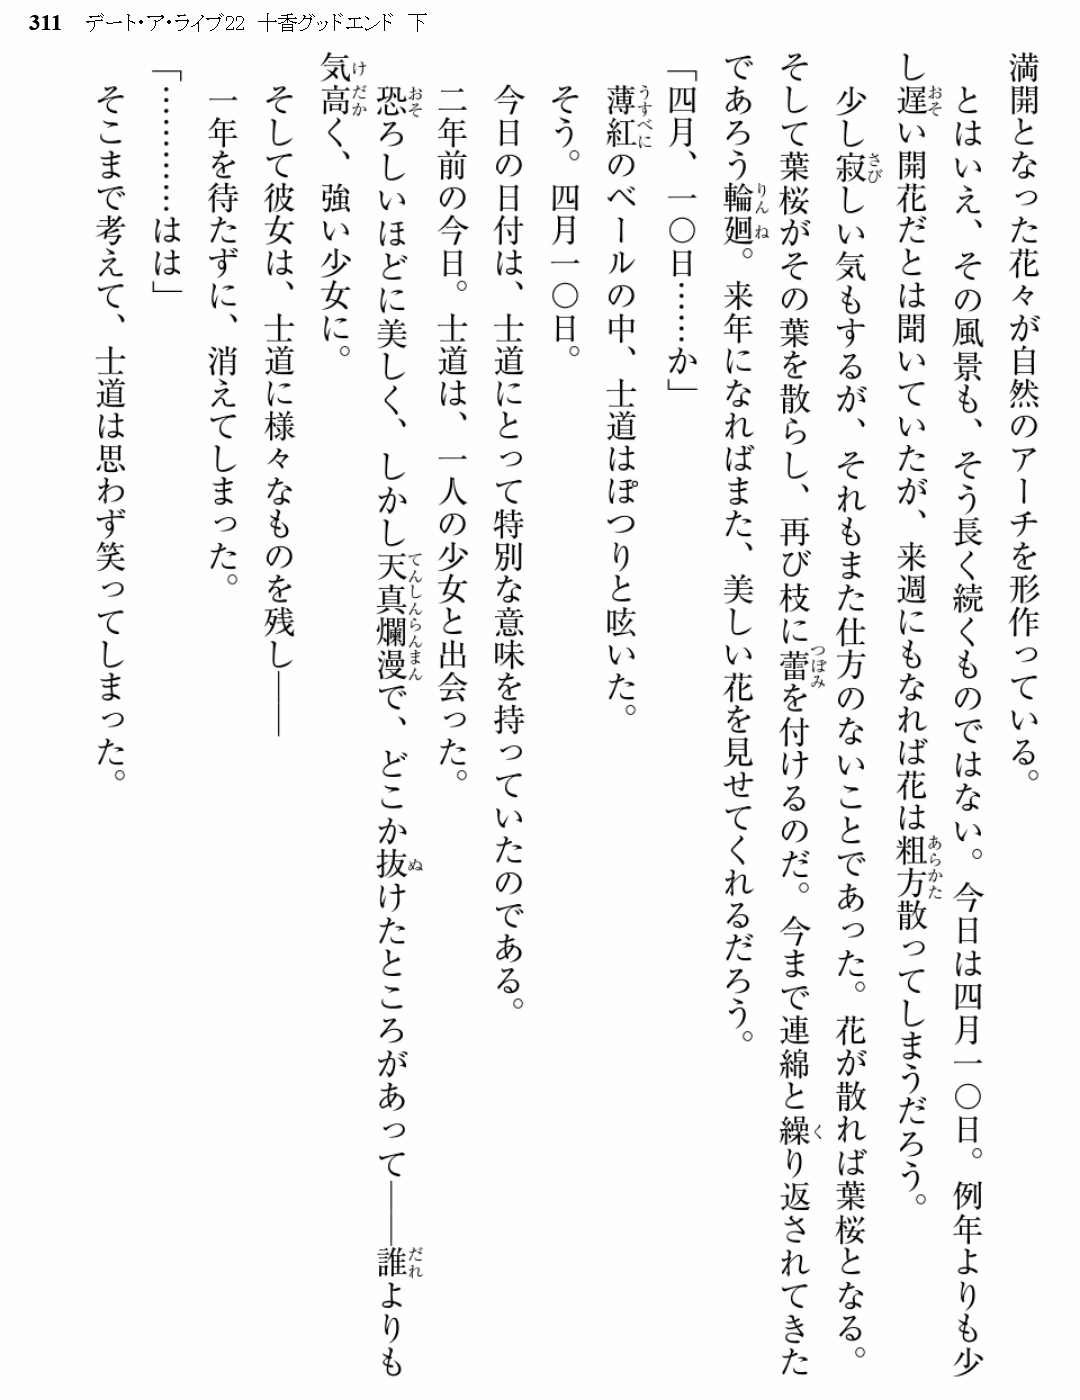 311 デート・ア・ライブ22 十香グッドエンド 下
満開となった花々が自然のアーチを形作っている。
とはいえ、その風景も、そう長く続くものではない。今日は四月一〇日。例年よりも少
し遅い開花だとは聞いていたが、来週にもなれば花は粗方散ってしまうだろう。
少し寂しい気もするが、それもまた仕方のないことであった。花が散れば葉桜となる。
そして葉桜がその葉を散らし、再び枝に蕾を付けるのだ。今まで連綿と繰り返されてきた
であろう輪廻。来年になればまた、美しい花を見せてくれるだろう。
「四月、一〇日……か」
薄紅のベールの中、士道はぽつりと呟いた。
そう。四月一〇日。
今日の日付は、士道にとって特別な意味を持っていたのである。
二年前の今日。士道は、一人の少女と出会った。
恐ろしいほどに美しく、しかし天真爛漫で、どこか抜けたところがあって――誰よりも
気高く、強い少女に。
そして彼女は、士道に様々なものを残し――
一年を待たずに、消えてしまった。
「…………はは」
そこまで考えて、士道は思わず笑ってしまった。